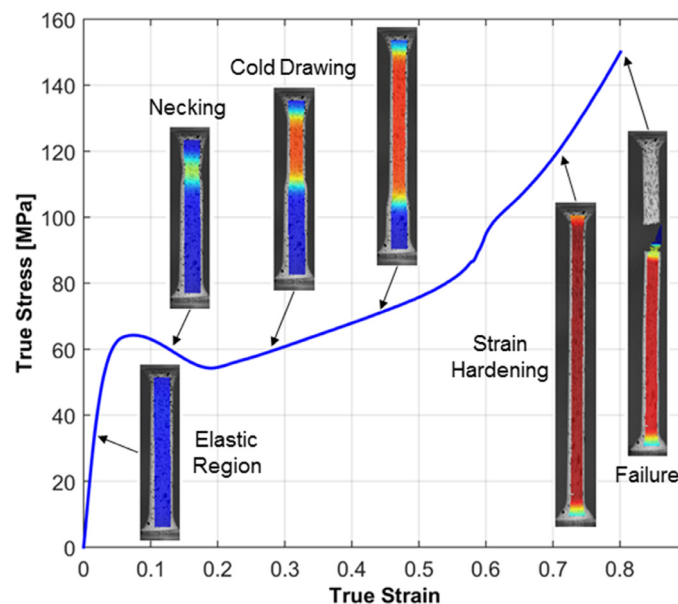 160
140
120
100
80
60
40
20
0
True Stress [MPa]
Necking
Cold Drawing
Elastic
Region
Strain
Hardening
Failure
0 0.1 0.2 0.3 0.4 0.5 0.6 0.7 0.8
True Strain